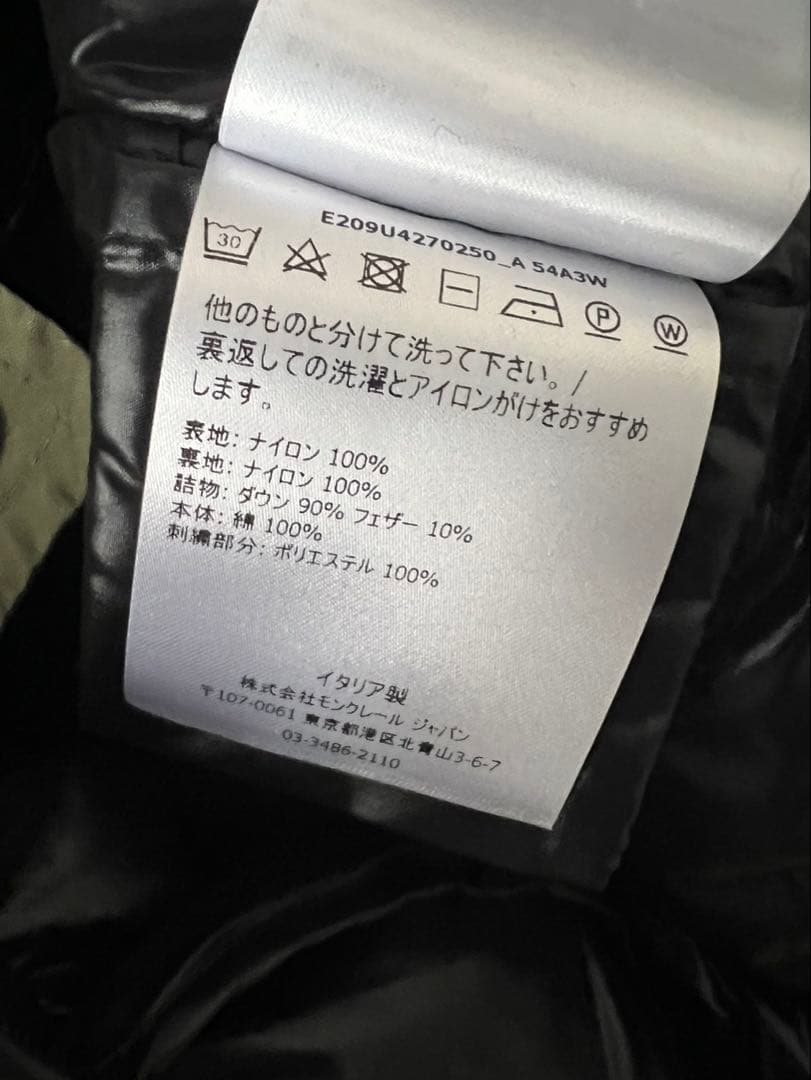 E209U4270250_A 54A3W
30
P
W
他のものと分けて洗って下さい。/
裏返しての洗濯とアイロンがけをおすすめ
します。
表地: ナイロン 100%
裏地: ナイロン 100%
詰物: ダウン 90% フェザー 10%
本体: 綿 100%
刺繍部分: ポリエステル 100%
イタリア製
株式会社モンクレール ジャパン
〒107-0061 東京都港区北青山3-6-7
03-3486-2110